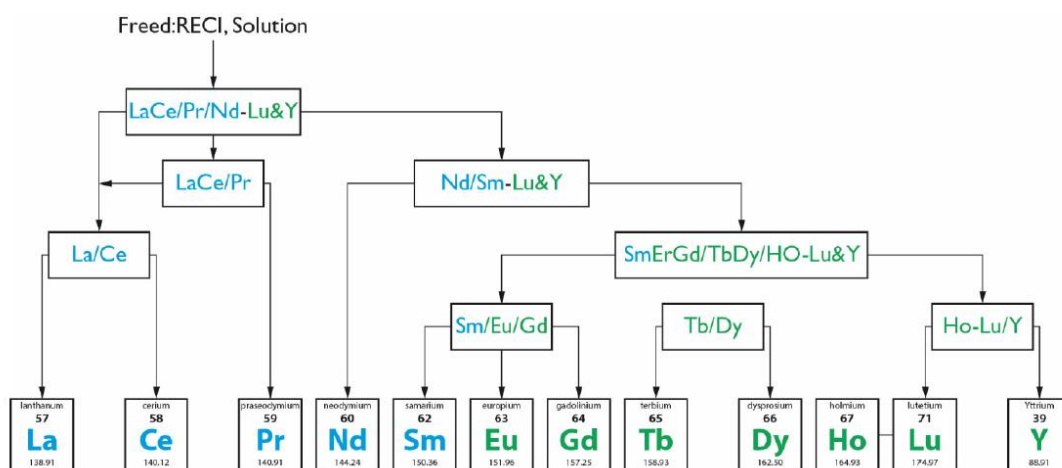 Freed:RECI, Solution
LaCe/Pr/Nd-Lu&Y
LaCe/Pr
Nd/Sm-Lu&Y
La/Ce
SmErGd/TbDy/HO-Lu&Y
Sm/Eu/Gd
Tb/Dy
Ho-Lu/Y
lanthanum
57
La
138.91
cerium
58
Ce
140.12
praseodymium
59
Pr
140.91
neodymium
60
Nd
144.24
samarium
62
Sm
150.36
europium
63
Eu
151.96
gadolinium
64
Gd
157.25
terbium
65
Tb
158.93
dysprosium
66
Dy
162.50
holmium
67
Ho
164.93
lutetium
71
Lu
174.97
Yttrium
39
Y
88.91